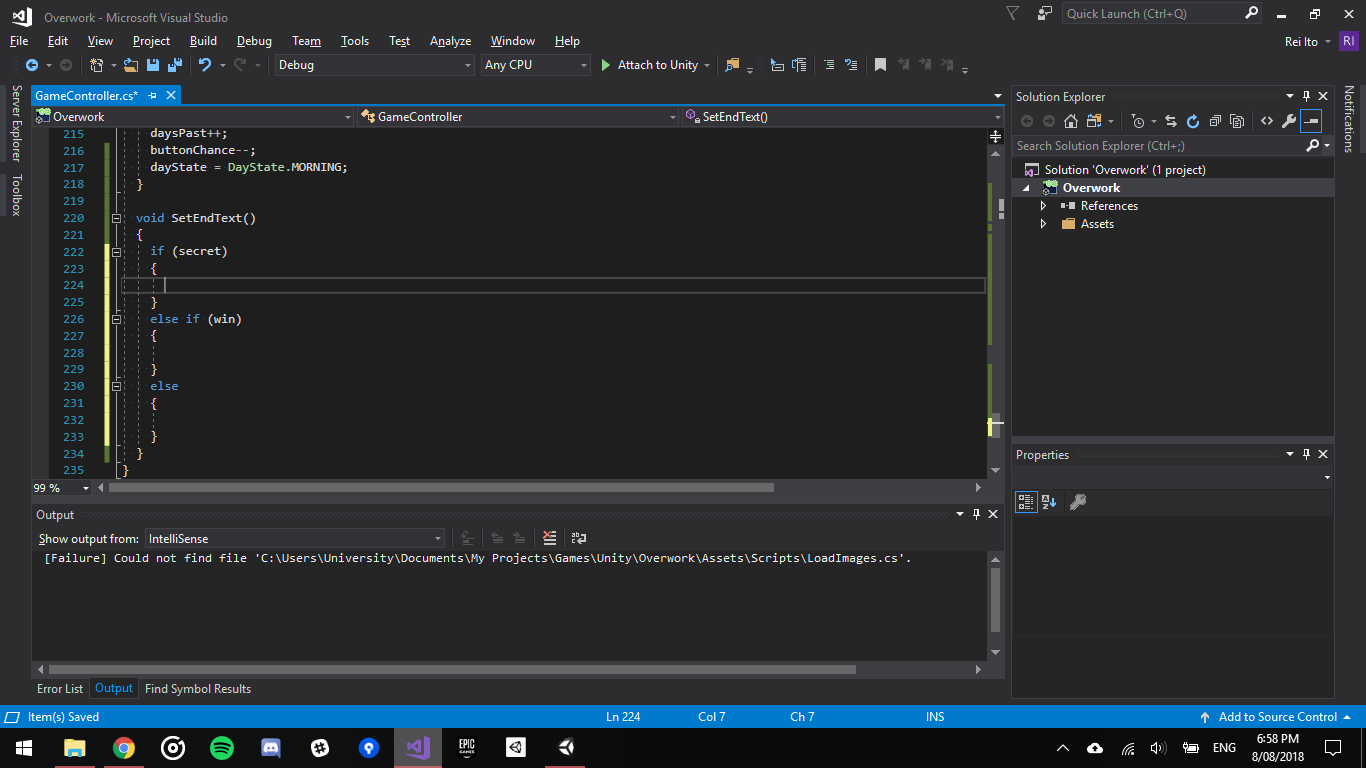 Overwork - Microsoft Visual Studio
Quick Launch (Ctrl+Q)
File Edit View Project Build Debug Team Tools Test Analyze Window Help
Rei Ito RI
Debug Any CPU Attach to Unity
Server Explorer
Toolbox
GameController.cs*
Overwork GameController SetEndText()
215 daysPast++;
216 buttonChance--;
217 dayState = DayState.MORNING;
218 }
219
220 void SetEndText()
221 {
222 if (secret)
223 {
224
225 }
226 else if (win)
227 {
228
229 }
230 else
231 {
232
233 }
234 }
235 }
99 %
Output
Show output from: IntelliSense
[Failure] Could not find file 'C:\Users\University\Documents\My Projects\Games\Unity\Overwork\Assets\Scripts\LoadImages.cs'.
Error List Output Find Symbol Results
Solution Explorer
Search Solution Explorer (Ctrl+;)
Solution 'Overwork' (1 project)
Overwork
References
Assets
Properties
Notifications
Item(s) Saved Ln 224 Col 7 Ch 7 INS Add to Source Control
EPIC
GAMES
ENG
6:58 PM
8/08/2018